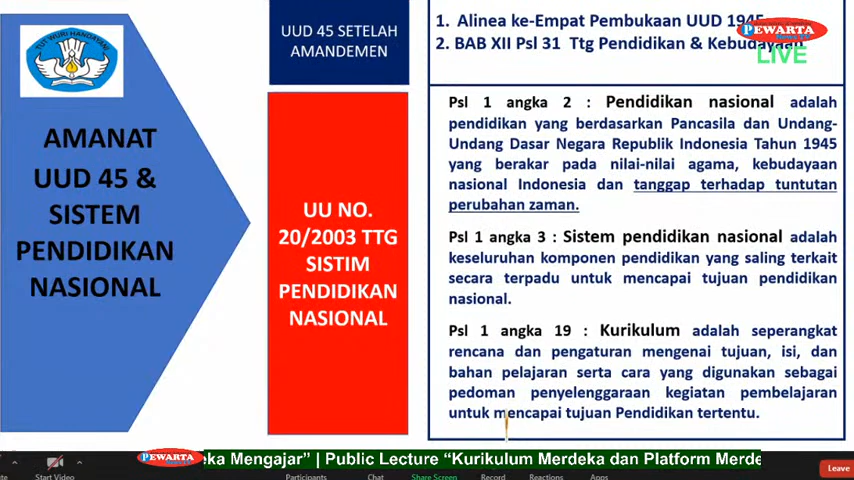 TUT WURI HANDAYANI
AMANAT
UUD 45 &
SISTEM
PENDIDIKAN
NASIONAL
UUD 45 SETELAH
AMANDEMEN
UU NO.
20/2003 TTG
SISTIM
PENDIDIKAN
NASIONAL
1. Alinea ke-Empat Pembukaan UUD 1945
2. BAB XII Psl 31 Ttg Pendidikan & Kebudayaan
PEWARTA
LIVE
Psl 1 angka 2 : Pendidikan nasional adalah
pendidikan yang berdasarkan Pancasila dan Undang-
Undang Dasar Negara Republik Indonesia Tahun 1945
yang berakar pada nilai-nilai agama, kebudayaan
nasional Indonesia dan tanggap terhadap tuntutan
perubahan zaman.
Psl 1 angka 3 : Sistem pendidikan nasional adalah
keseluruhan komponen pendidikan yang saling terkait
secara terpadu untuk mencapai tujuan pendidikan
nasional.
Psl 1 angka 19 : Kurikulum adalah seperangkat
rencana dan pengaturan mengenai tujuan, isi, dan
bahan pelajaran serta cara yang digunakan sebagai
pedoman penyelenggaraan kegiatan pembelajaran
untuk mencapai tujuan Pendidikan tertentu.
PEWARTA
eka Mengajar" | Public Lecture "Kurikulum Merdeka dan Platform Merde
Leave
Start Video Participants Chat Share Screen Record Reactions Apps